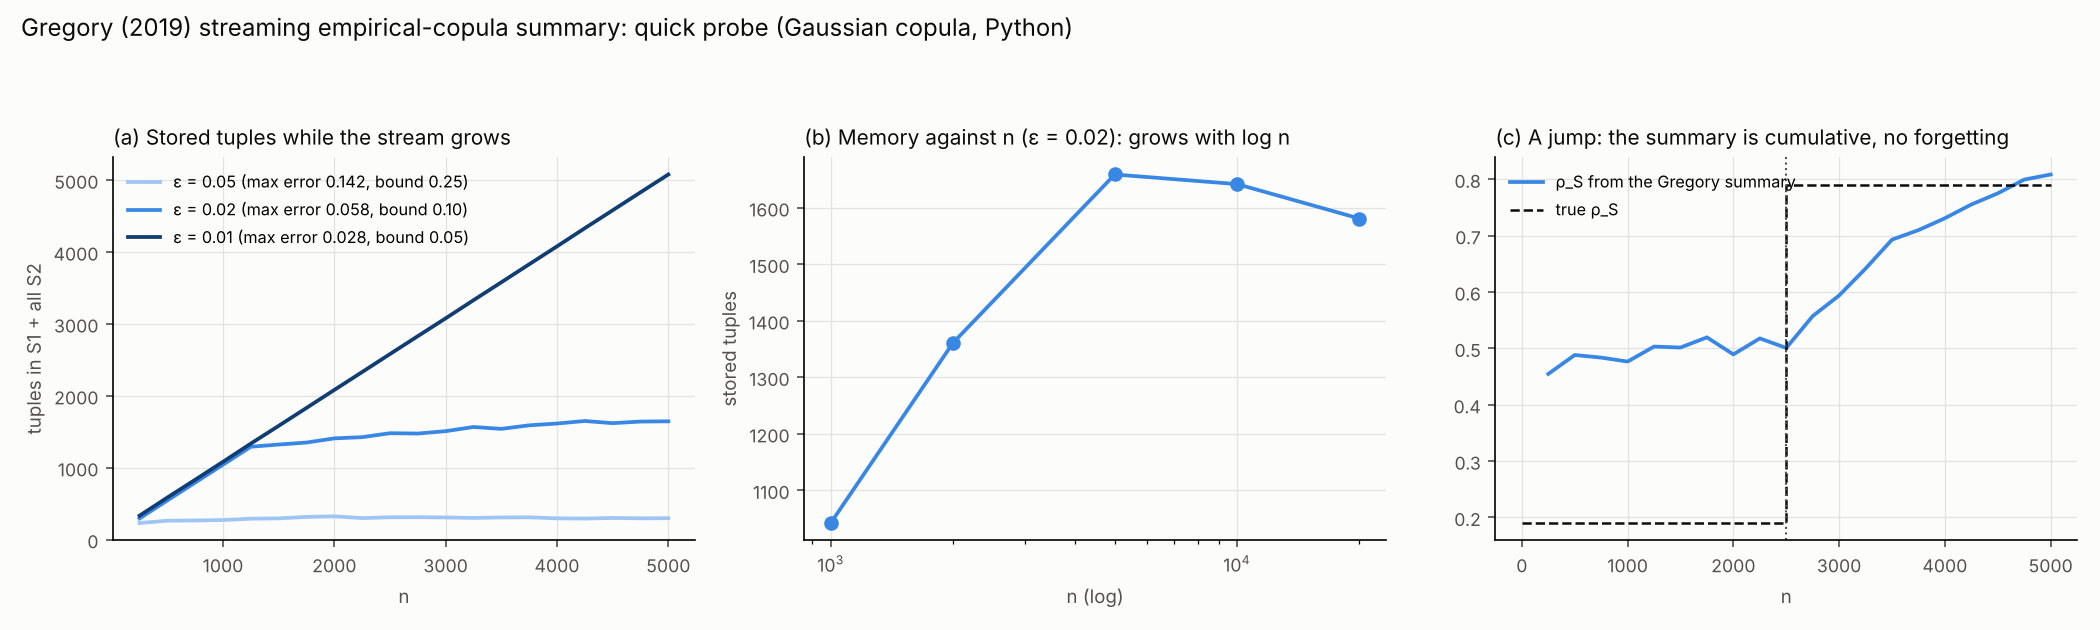 Gregory (2019) streaming empirical-copula summary: quick probe (Gaussian copula, Python)
(a) Stored tuples while the stream grows
ε = 0.05 (max error 0.142, bound 0.25)
ε = 0.02 (max error 0.058, bound 0.10)
ε = 0.01 (max error 0.028, bound 0.05)
tuples in S1 + all S2
5000
4000
3000
2000
1000
0
1000 2000 3000 4000 5000
n
(b) Memory against n (ε = 0.02): grows with log n
stored tuples
1600
1500
1400
1300
1200
1100
10³ 10⁴
n (log)
(c) A jump: the summary is cumulative, no forgetting
ρ_S from the Gregory summary
true ρ_S
0.8
0.7
0.6
0.5
0.4
0.3
0.2
0 1000 2000 3000 4000 5000
n